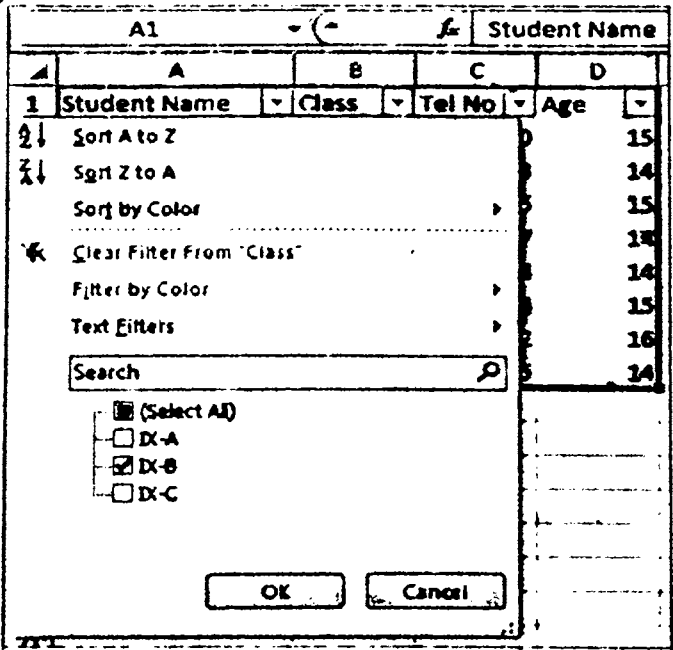 A1 fx Student Name
A B C D
1 Student Name Class Tel No Age
Sort A to Z 15
Sort Z to A 14
Sort by Color 15
Clear Filter From "Class"
Filter by Color 14
15
Text Filters 16
Search 14
(Select All)
IX-A
IX-B
IX-C
OK Cancel